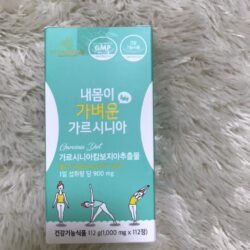 GMP
내몸이
가벼운
가르시니아
Garcinia Diet
가르시니아캄보지아추출물
1일 섭취량 당 900 mg
건강기능식품 112 g(1,000 mg x 112정)